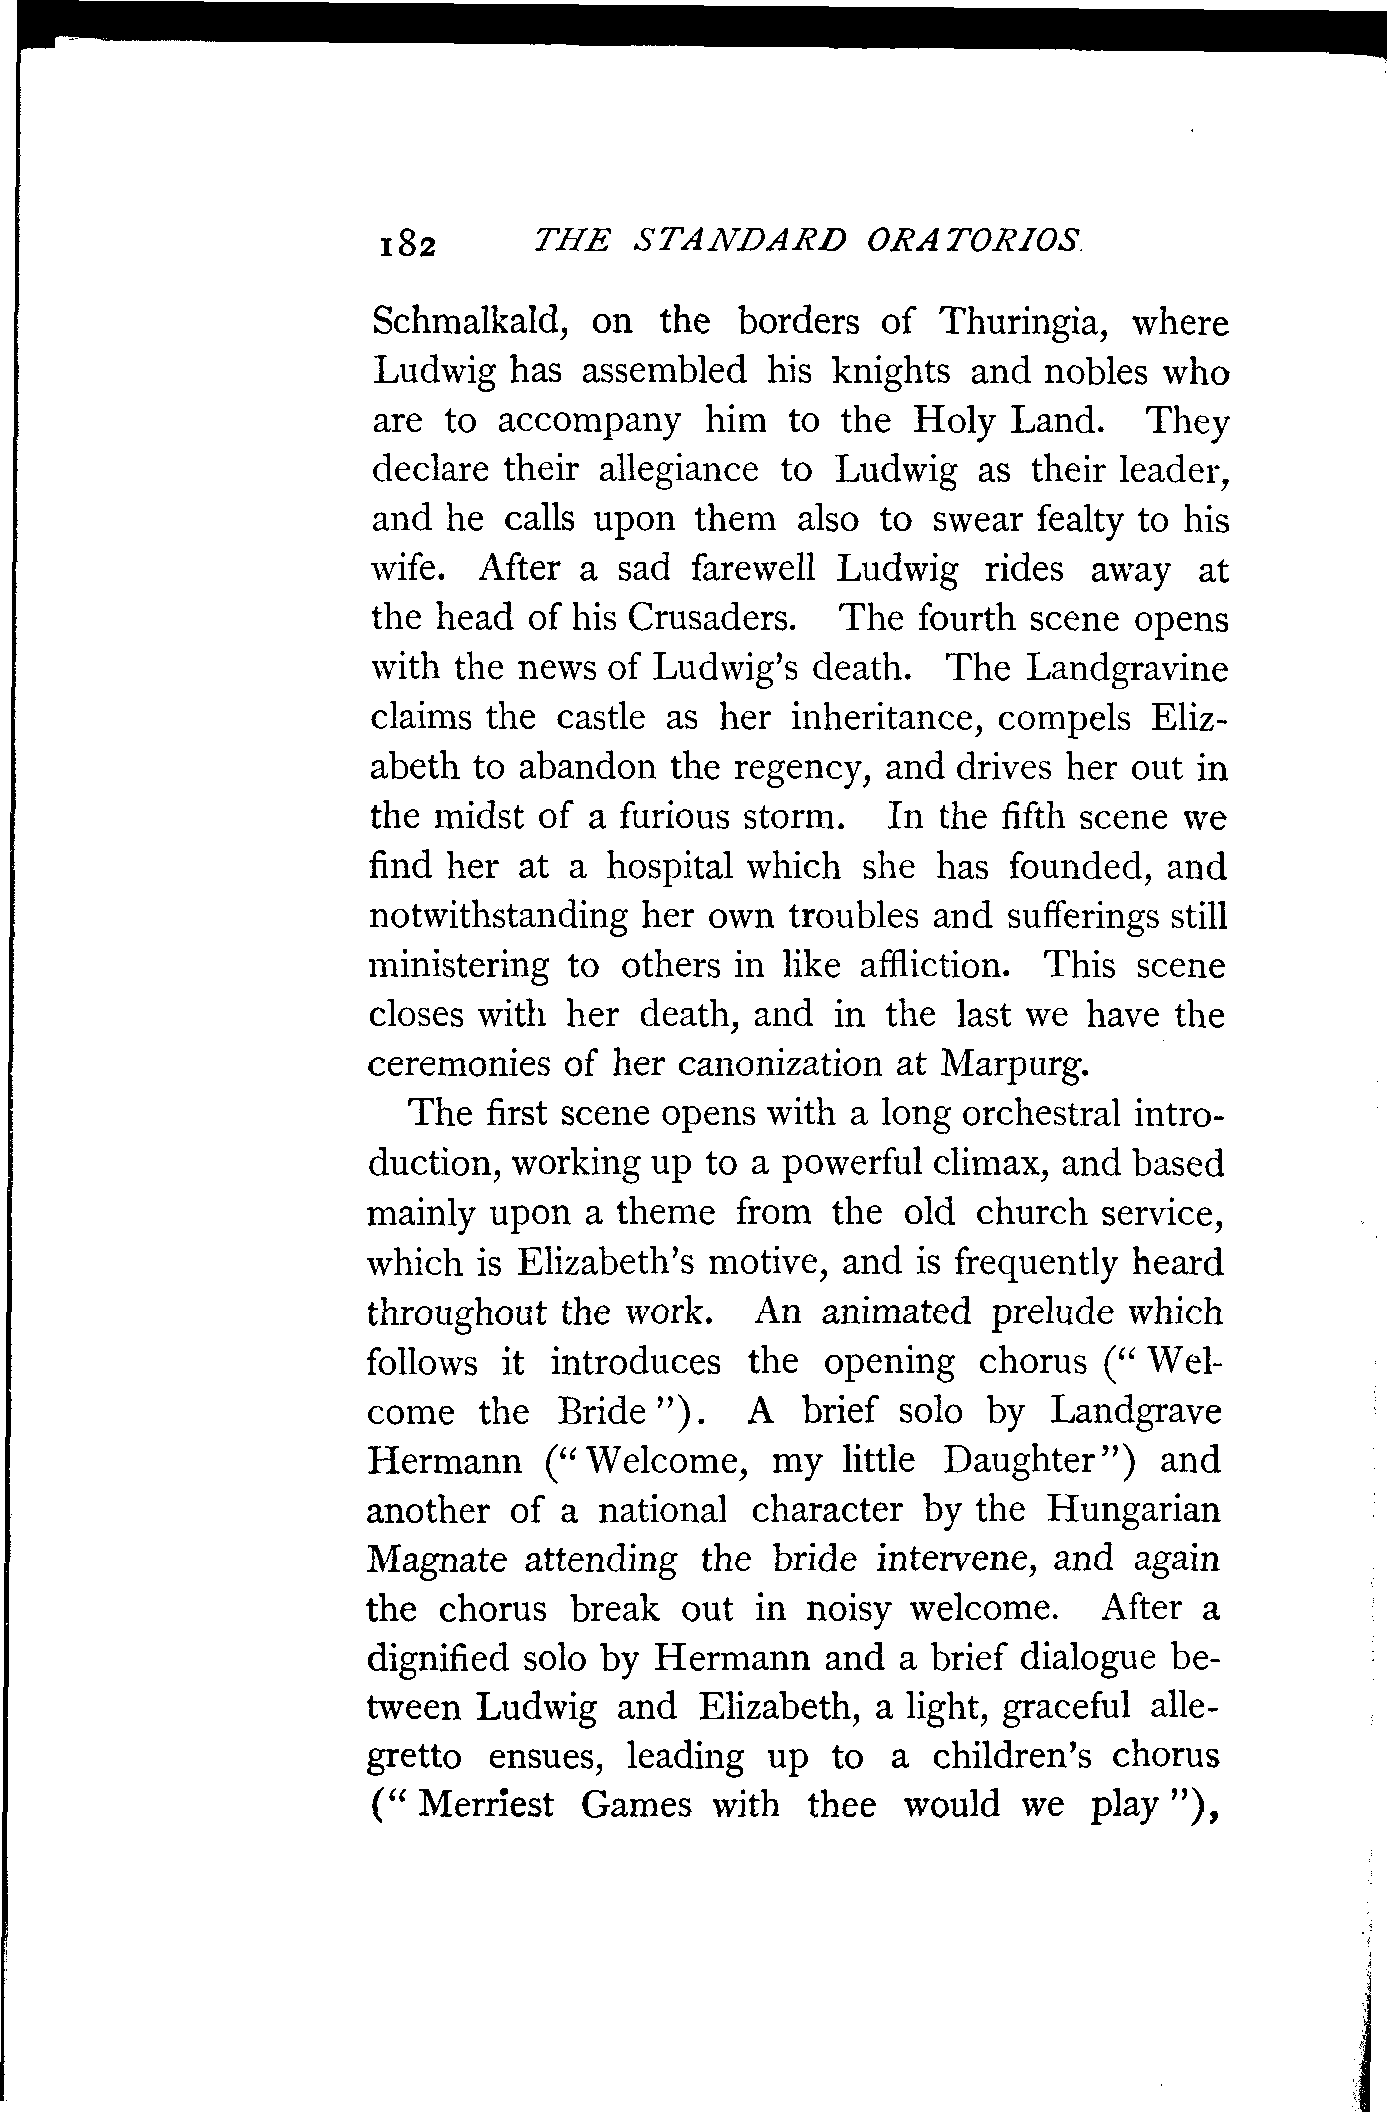 182 THE STANDARD ORATORIOS.
Schmalkald, on the borders of Thuringia, where
Ludwig has assembled his knights and nobles who
are to accompany him to the Holy Land. They
declare their allegiance to Ludwig as their leader,
and he calls upon them also to swear fealty to his
wife. After a sad farewell Ludwig rides away at
the head of his Crusaders. The fourth scene opens
with the news of Ludwig's death. The Landgravine
claims the castle as her inheritance, compels Eliz-
abeth to abandon the regency, and drives her out in
the midst of a furious storm. In the fifth scene we
find her at a hospital which she has founded, and
notwithstanding her own troubles and sufferings still
ministering to others in like affliction. This scene
closes with her death, and in the last we have the
ceremonies of her canonization at Marpurg.
The first scene opens with a long orchestral intro-
duction, working up to a powerful climax, and based
mainly upon a theme from the old church service,
which is Elizabeth's motive, and is frequently heard
throughout the work. An animated prelude which
follows it introduces the opening chorus (“ Wel-
come the Bride ”). A brief solo by Landgrave
Hermann (“ Welcome, my little Daughter”) and
another of a national character by the Hungarian
Magnate attending the bride intervene, and again
the chorus break out in noisy welcome. After a
dignified solo by Hermann and a brief dialogue be-
tween Ludwig and Elizabeth, a light, graceful alle-
gretto ensues, leading up to a children's chorus
(“ Merriest Games with thee would we play ”),